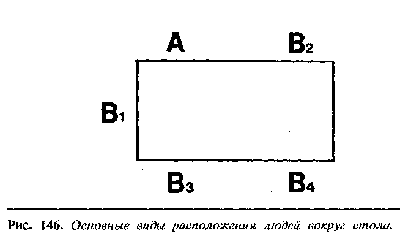 A B2
B1
B3 B4
Рис. 146. Основные виды расположения людей вокруг стола.